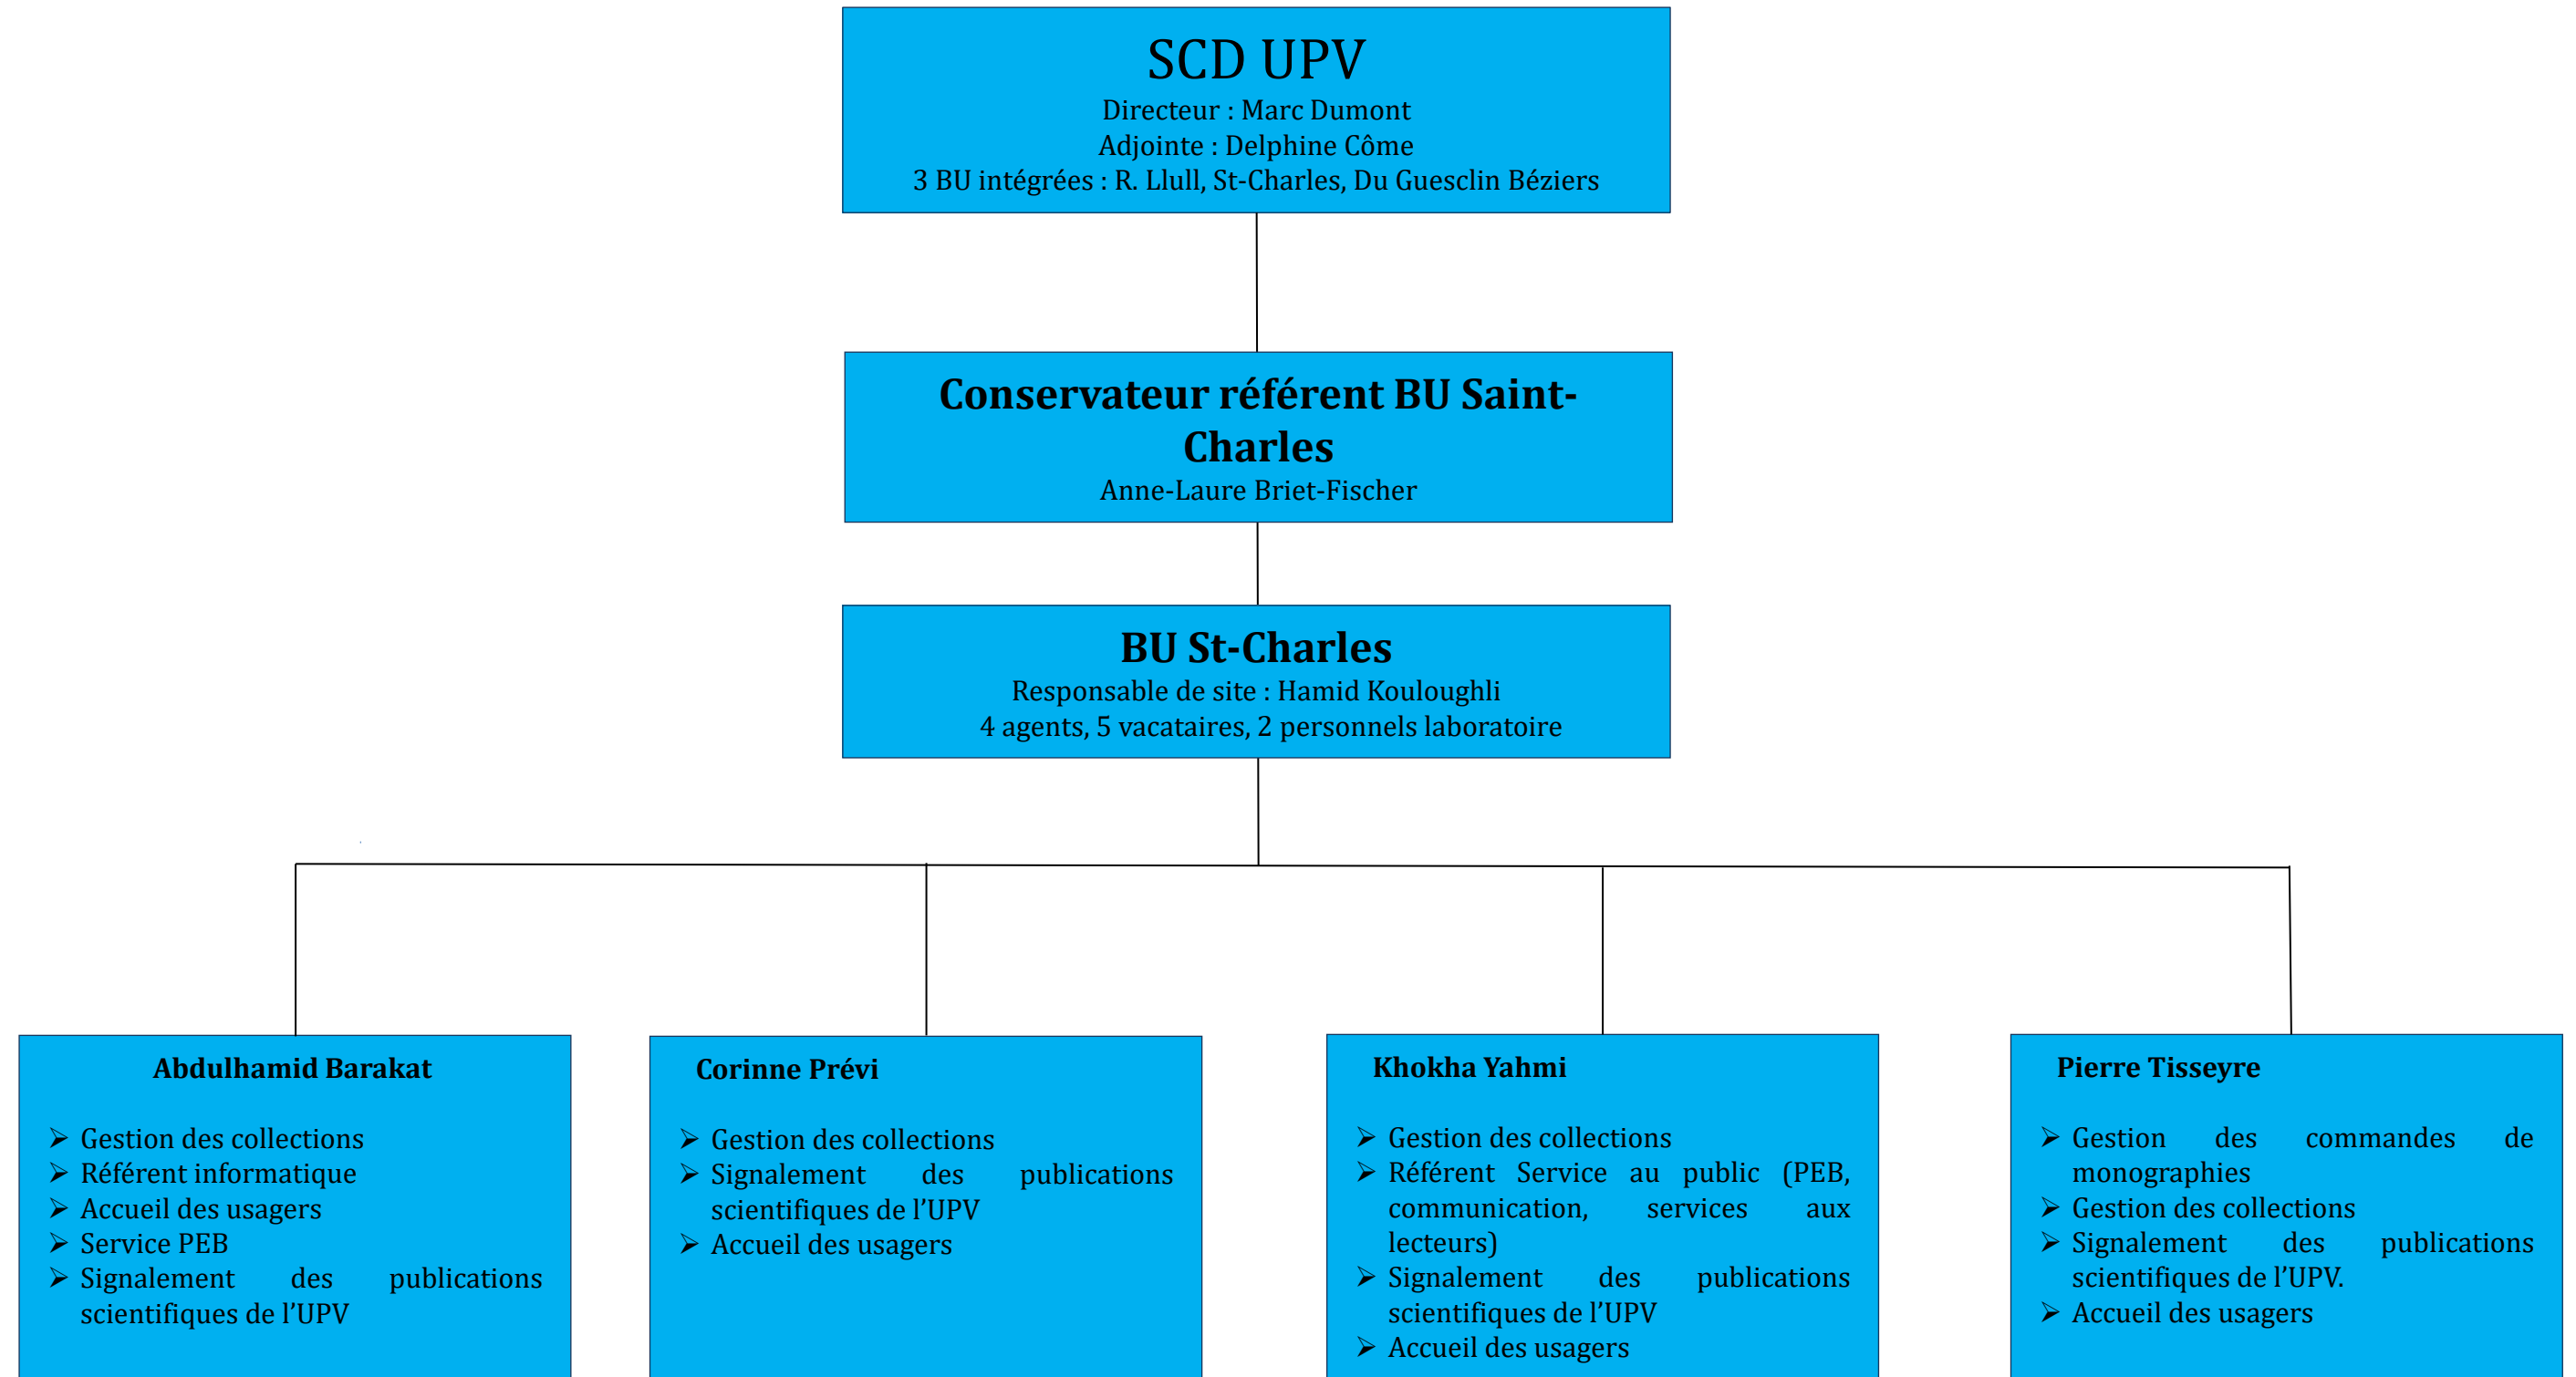 SCD UPV
Directeur : Marc Dumont
Adjointe : Delphine Côme
3 BU intégrées : R. Llull, St-Charles, Du Guesclin Béziers
Conservateur référent BU Saint-
Charles
Anne-Laure Briet-Fischer
BU St-Charles
Responsable de site : Hamid Kouloughli
4 agents, 5 vacataires, 2 personnels laboratoire
Abdulhamid Barakat
➢ Gestion des collections
➢ Référent informatique
➢ Accueil des usagers
➢ Service PEB
➢ Signalement des publications
scientifiques de l’UPV
Corinne Prévi
➢ Gestion des collections
➢ Signalement des publications
scientifiques de l’UPV
➢ Accueil des usagers
Khokha Yahmi
➢ Gestion des collections
➢ Référent Service au public (PEB,
communication, services aux
lecteurs)
➢ Signalement des publications
scientifiques de l’UPV
➢ Accueil des usagers
Pierre Tisseyre
➢ Gestion des commandes de
monographies
➢ Gestion des collections
➢ Signalement des publications
scientifiques de l’UPV.
➢ Accueil des usagers